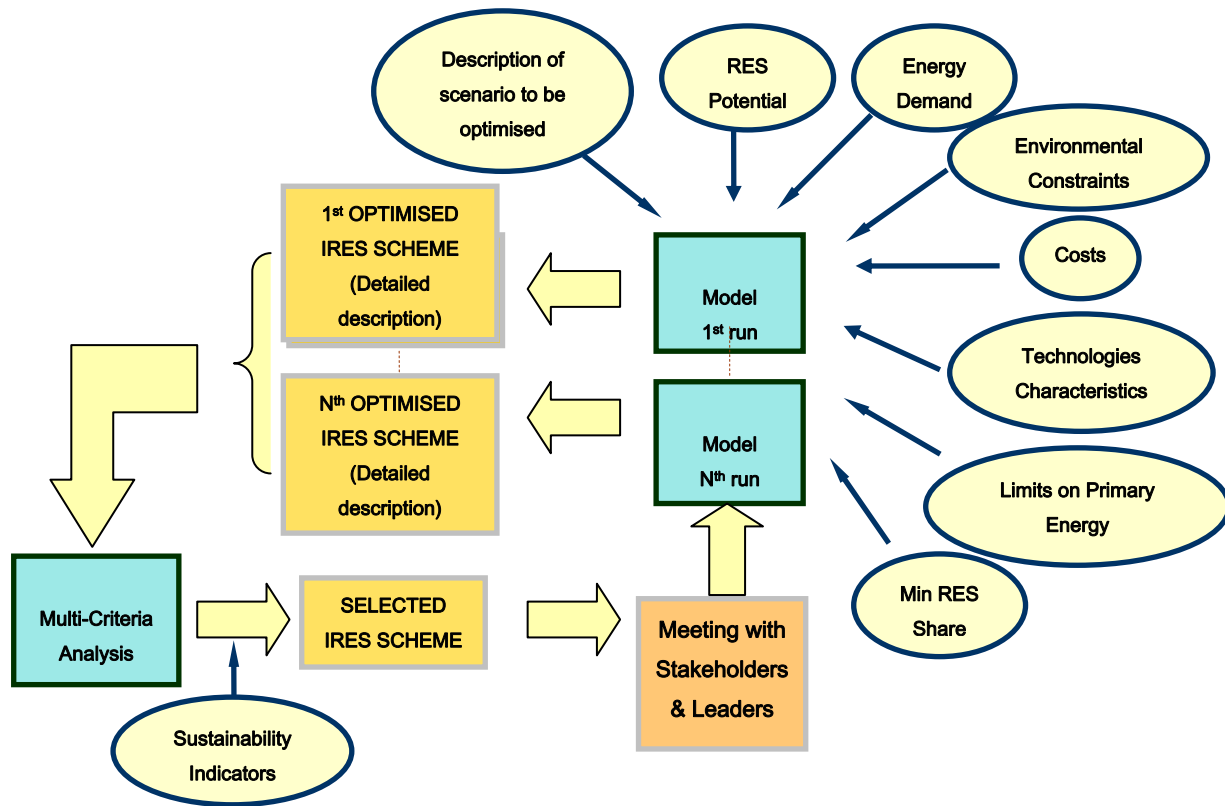 Description of
scenario to be
optimised
RES
Potential
Energy
Demand
Environmental
Constraints
Costs
Technologies
Characteristics
Limits on Primary
Energy
Min RES
Share
1st OPTIMISED
IRES SCHEME
(Detailed
description)
Model
1st run
Nth OPTIMISED
IRES SCHEME
(Detailed
description)
Model
Nth run
Multi-Criteria
Analysis
SELECTED
IRES SCHEME
Meeting with
Stakeholders
& Leaders
Sustainability
Indicators